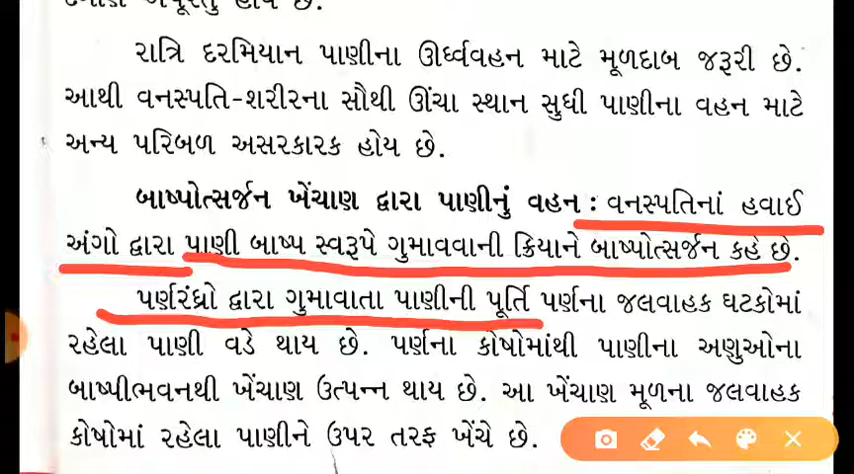 રાત્રિ દરમિયાન પાણીના ઊર્ધ્વવહન માટે મૂળદાબ જરૂરી છે.
આથી વનસ્પતિ-શરીરના સૌથી ઊંચા સ્થાન સુધી પાણીના વહન માટે
અન્ય પરિબળ અસરકારક હોય છે.
બાષ્પોત્સર્જન ખેંચાણ દ્વારા પાણીનું વહન : વનસ્પતિનાં હવાઈ
અંગો દ્વારા પાણી બાષ્પ સ્વરૂપે ગુમાવવાની ક્રિયાને બાષ્પોત્સર્જન કહે છે.
પર્ણરંધ્રો દ્વારા ગુમાવાતા પાણીની પૂર્તિ પર્ણના જલવાહક ઘટકોમાં
રહેલા પાણી વડે થાય છે. પર્ણના કોષોમાંથી પાણીના અણુઓના
બાષ્પીભવનથી ખેંચાણ ઉત્પન્ન થાય છે. આ ખેંચાણ મૂળના જલવાહક
કોષોમાં રહેલા પાણીને ઉપર તરફ ખેંચે છે.